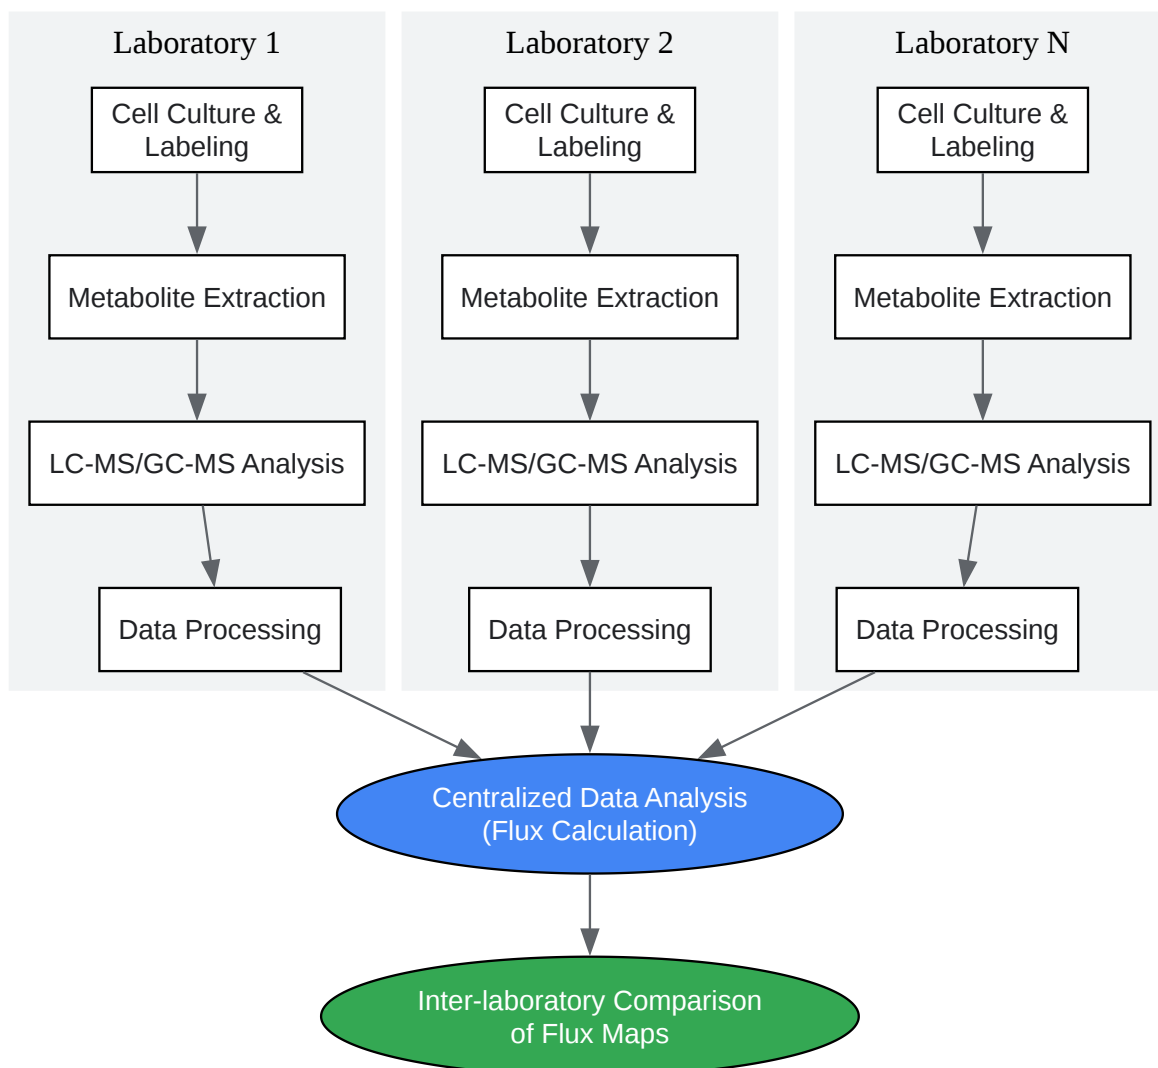 Laboratory 1
Cell Culture &
Labeling
Metabolite Extraction
LC-MS/GC-MS Analysis
Data Processing
Laboratory 2
Cell Culture &
Labeling
Metabolite Extraction
LC-MS/GC-MS Analysis
Data Processing
Laboratory N
Cell Culture &
Labeling
Metabolite Extraction
LC-MS/GC-MS Analysis
Data Processing
Centralized Data Analysis
(Flux Calculation)
Inter-laboratory Comparison
of Flux Maps